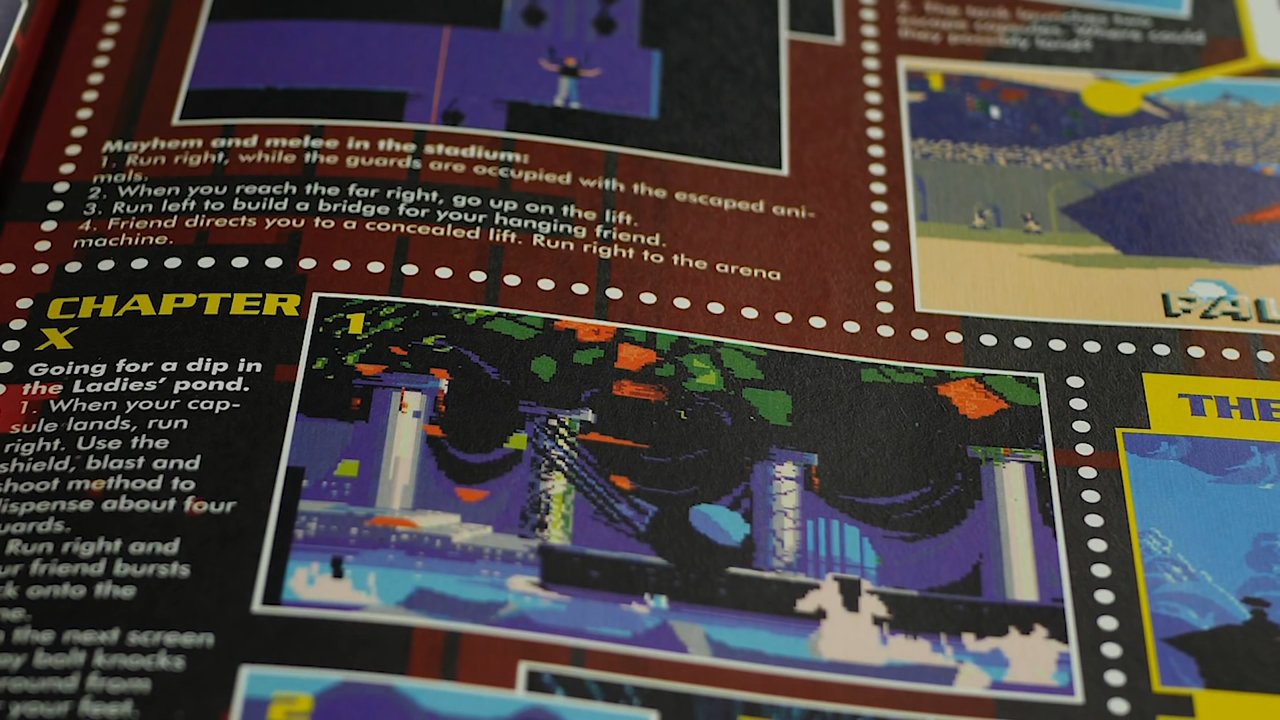 Mayhem and melee in the stadium:
1. Run right, while the guards are occupied with the escaped ani-
mals.
2. When you reach the far right, go up on the lift.
3. Run left to build a bridge for your hanging friend.
4. Friend directs you to a concealed lift. Run right to the arena
machine.
CHAPTER
X
Going for a dip in
the Ladies' pond.
1. When your cap-
sule lands, run
right. Use the
shield, blast and
shoot method to
dispense about four
guards.
Run right and
friend bursts
onto the
the next screen
bolt knocks
from
your feet.
1
2
THE